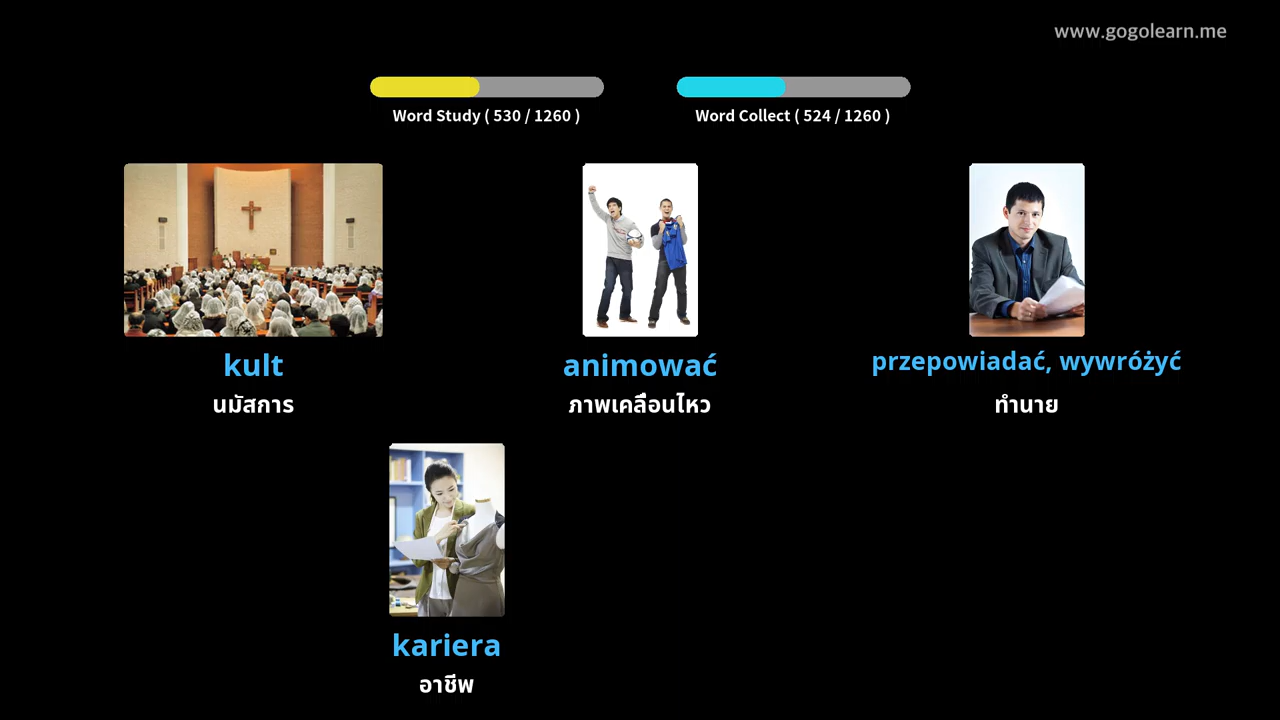 www.gogolearn.me
Word Study ( 530 / 1260 )
Word Collect ( 524 / 1260 )
kult
นมัสการ
animować
ภาพเคลื่อนไหว
przepowiadać, wywróżyć
ทำนาย
kariera
อาชีพ